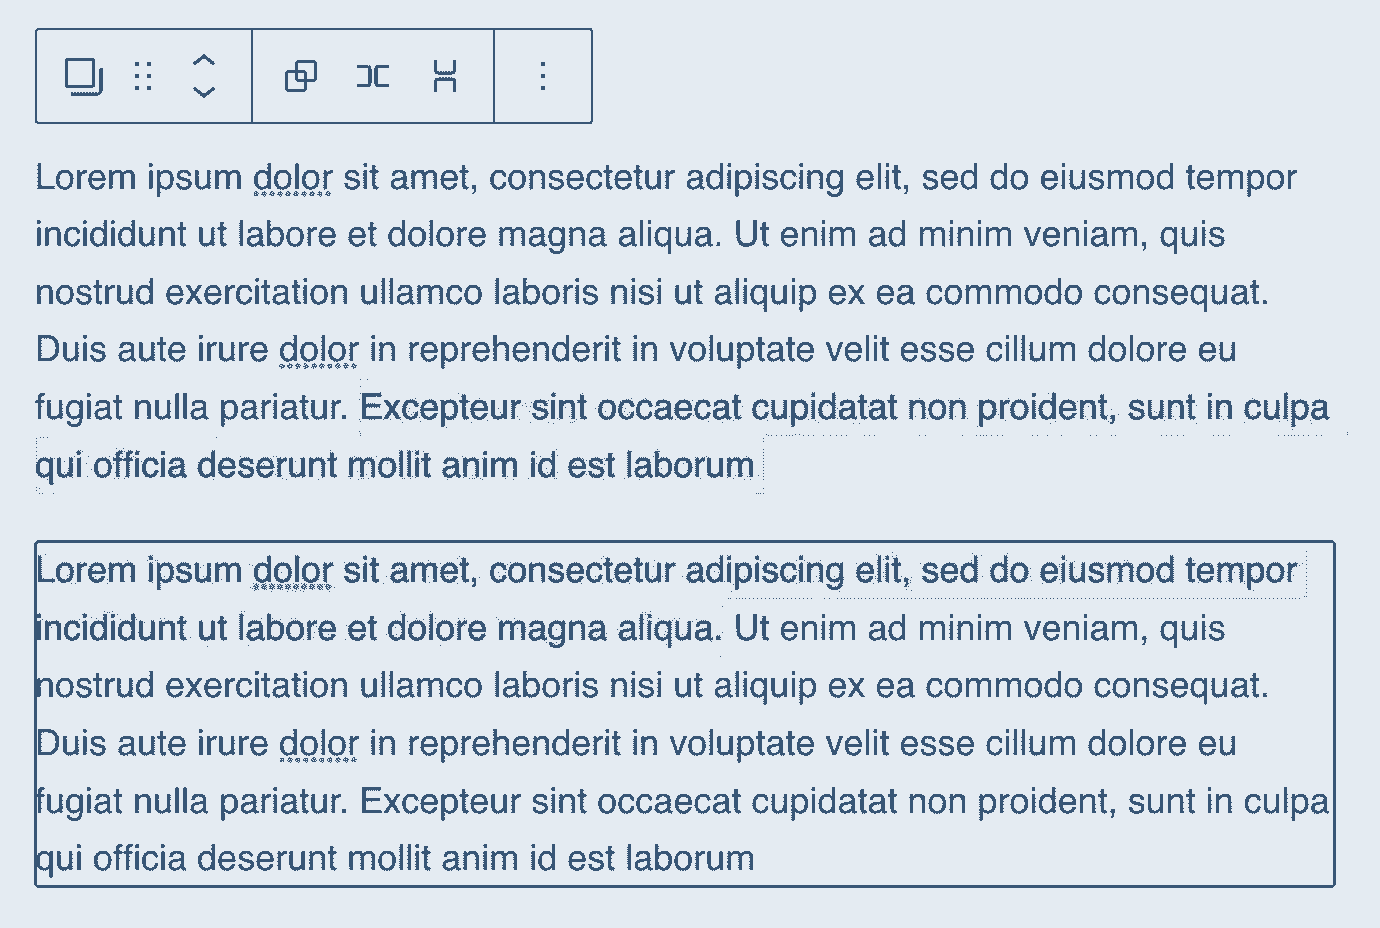 Lorem ipsum dolor sit amet, consectetur adipiscing elit, sed do eiusmod tempor
incididunt ut labore et dolore magna aliqua. Ut enim ad minim veniam, quis
nostrud exercitation ullamco laboris nisi ut aliquip ex ea commodo consequat.
Duis aute irure dolor in reprehenderit in voluptate velit esse cillum dolore eu
fugiat nulla pariatur. Excepteur sint occaecat cupidatat non proident, sunt in culpa
qui officia deserunt mollit anim id est laborum
Lorem ipsum dolor sit amet, consectetur adipiscing elit, sed do eiusmod tempor
incididunt ut labore et dolore magna aliqua. Ut enim ad minim veniam, quis
nostrud exercitation ullamco laboris nisi ut aliquip ex ea commodo consequat.
Duis aute irure dolor in reprehenderit in voluptate velit esse cillum dolore eu
fugiat nulla pariatur. Excepteur sint occaecat cupidatat non proident, sunt in culpa
qui officia deserunt mollit anim id est laborum